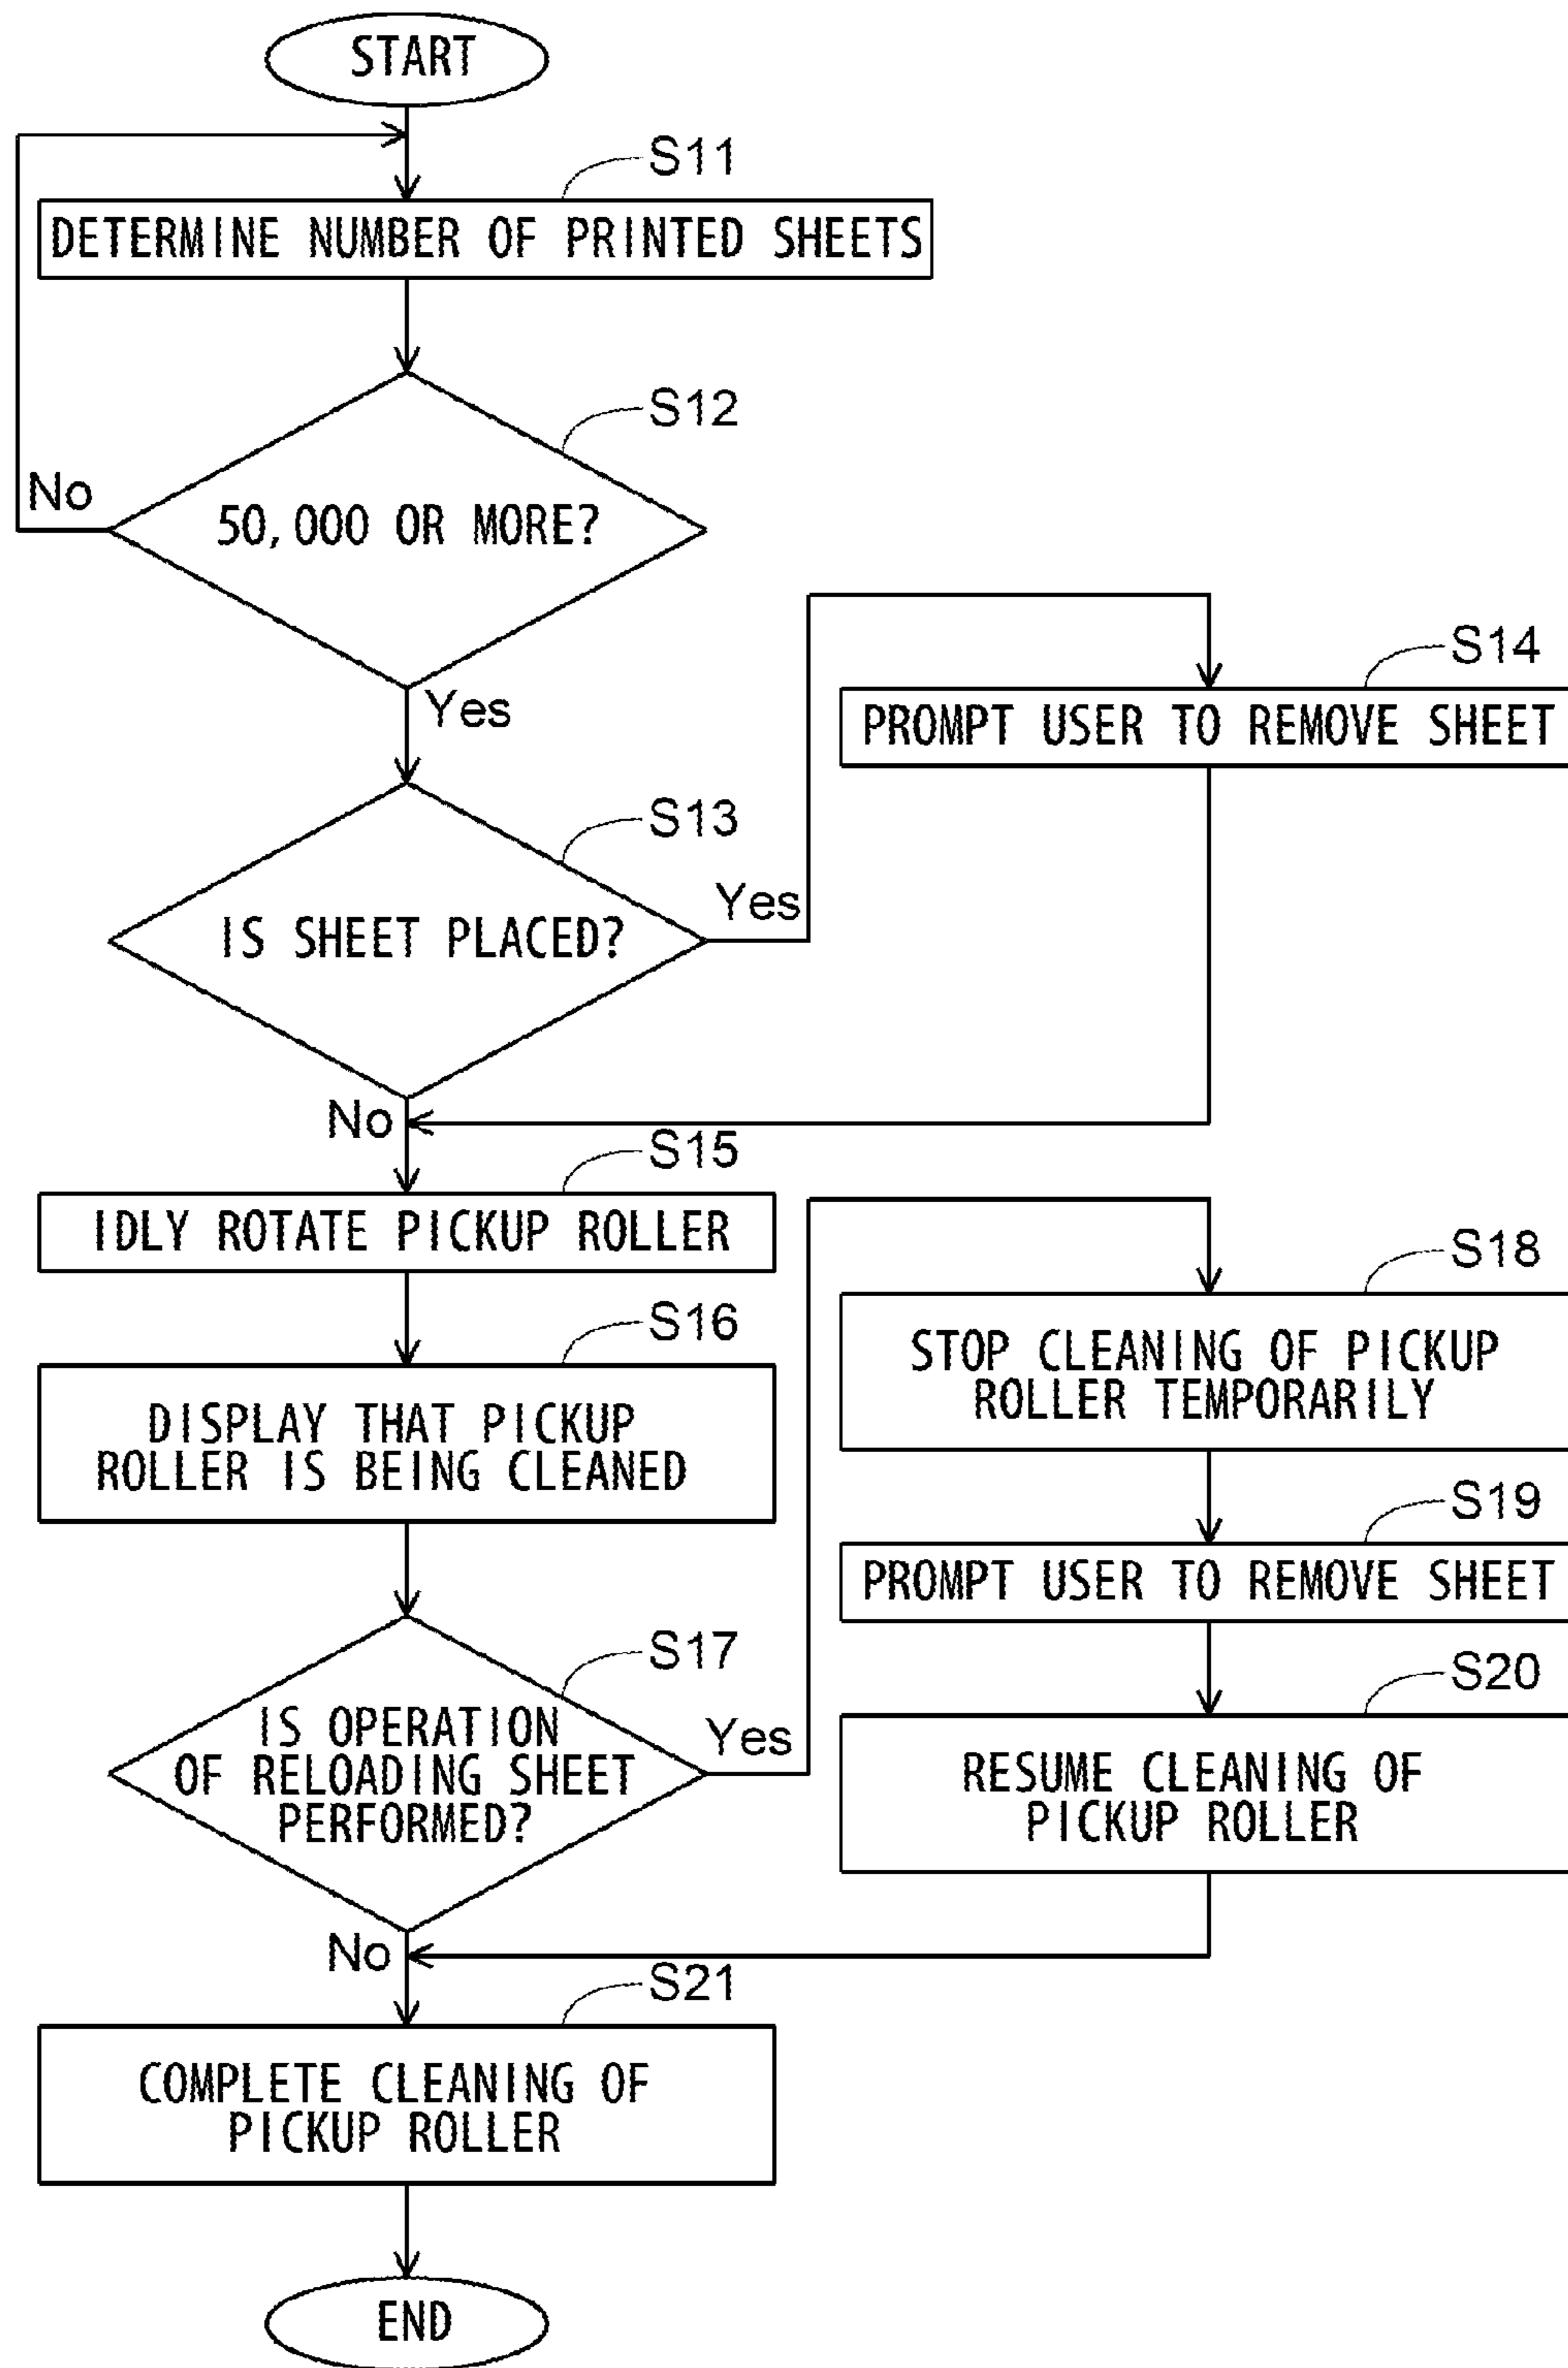 START
S11
DETERMINE NUMBER OF PRINTED SHEETS
S12
50,000 OR MORE?
No
Yes
S13
IS SHEET PLACED?
Yes
No
S14
PROMPT USER TO REMOVE SHEET
S15
IDLY ROTATE PICKUP ROLLER
S16
DISPLAY THAT PICKUP
ROLLER IS BEING CLEANED
S17
IS OPERATION
OF RELOADING SHEET
PERFORMED?
Yes
No
S18
STOP CLEANING OF PICKUP
ROLLER TEMPORARILY
S19
PROMPT USER TO REMOVE SHEET
S20
RESUME CLEANING OF
PICKUP ROLLER
S21
COMPLETE CLEANING OF
PICKUP ROLLER
END